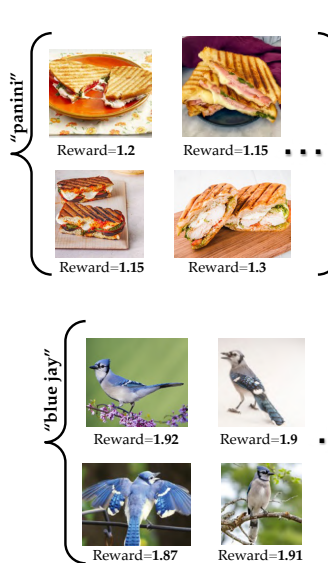 "panini"
Reward=1.2
Reward=1.15
Reward=1.15
Reward=1.3
"blue jay"
Reward=1.92
Reward=1.9
Reward=1.87
Reward=1.91